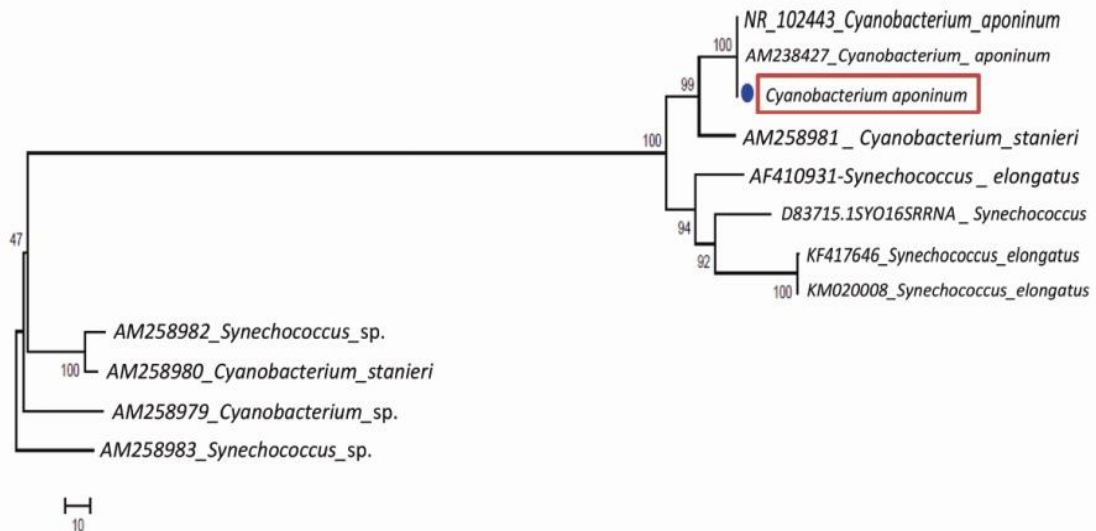 NR_102443_Cyanobacterium_aponinum
100
AM238427_Cyanobacterium_ aponinum
99
Cyanobacterium aponinum
100
AM258981 _ Cyanobacterium_stanieri
AF410931-Synechococcus _ elongatus
94
D83715.1SYO16SRRNA _ Synechococcus
47
92
KF417646_Synechococcus_elongatus
100
KM020008_Synechococcus_elongatus
AM258982_Synechococcus_sp.
100
AM258980_Cyanobacterium_stanieri
AM258979_Cyanobacterium_sp.
AM258983_Synechococcus_sp.
10